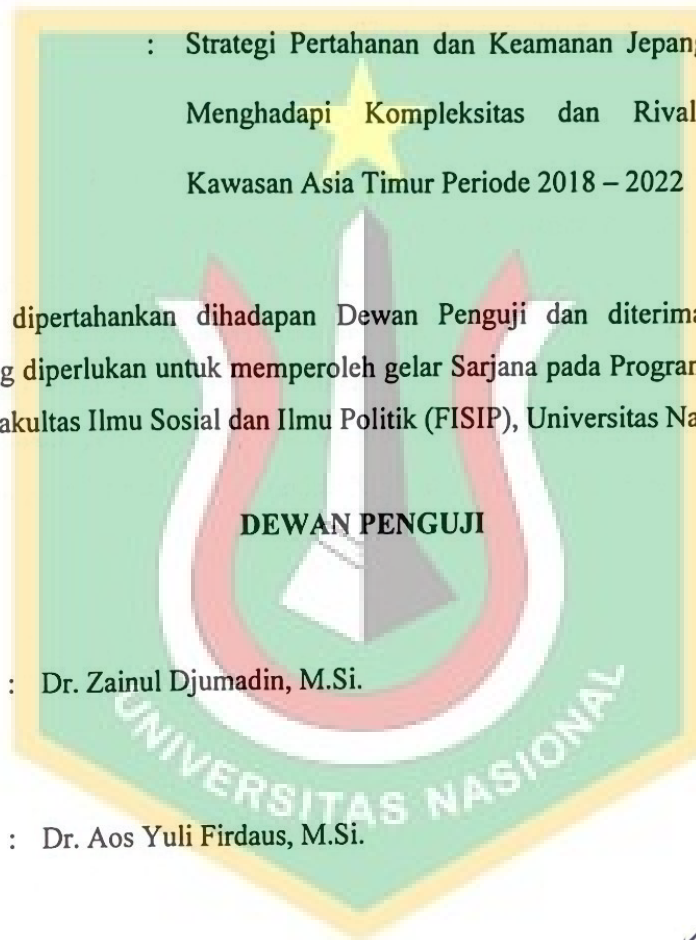 : Strategi Pertahanan dan Keamanan Jepang
Menghadapi Kompleksitas dan Rival
Kawasan Asia Timur Periode 2018 – 2022
dipertahankan dihadapan Dewan Penguji dan diterima
g diperlukan untuk memperoleh gelar Sarjana pada Program
akultas Ilmu Sosial dan Ilmu Politik (FISIP), Universitas Na
DEWAN PENGUJI
: Dr. Zainul Djumadin, M.Si.
UNIVERSITAS NASIONAL
: Dr. Aos Yuli Firdaus, M.Si.